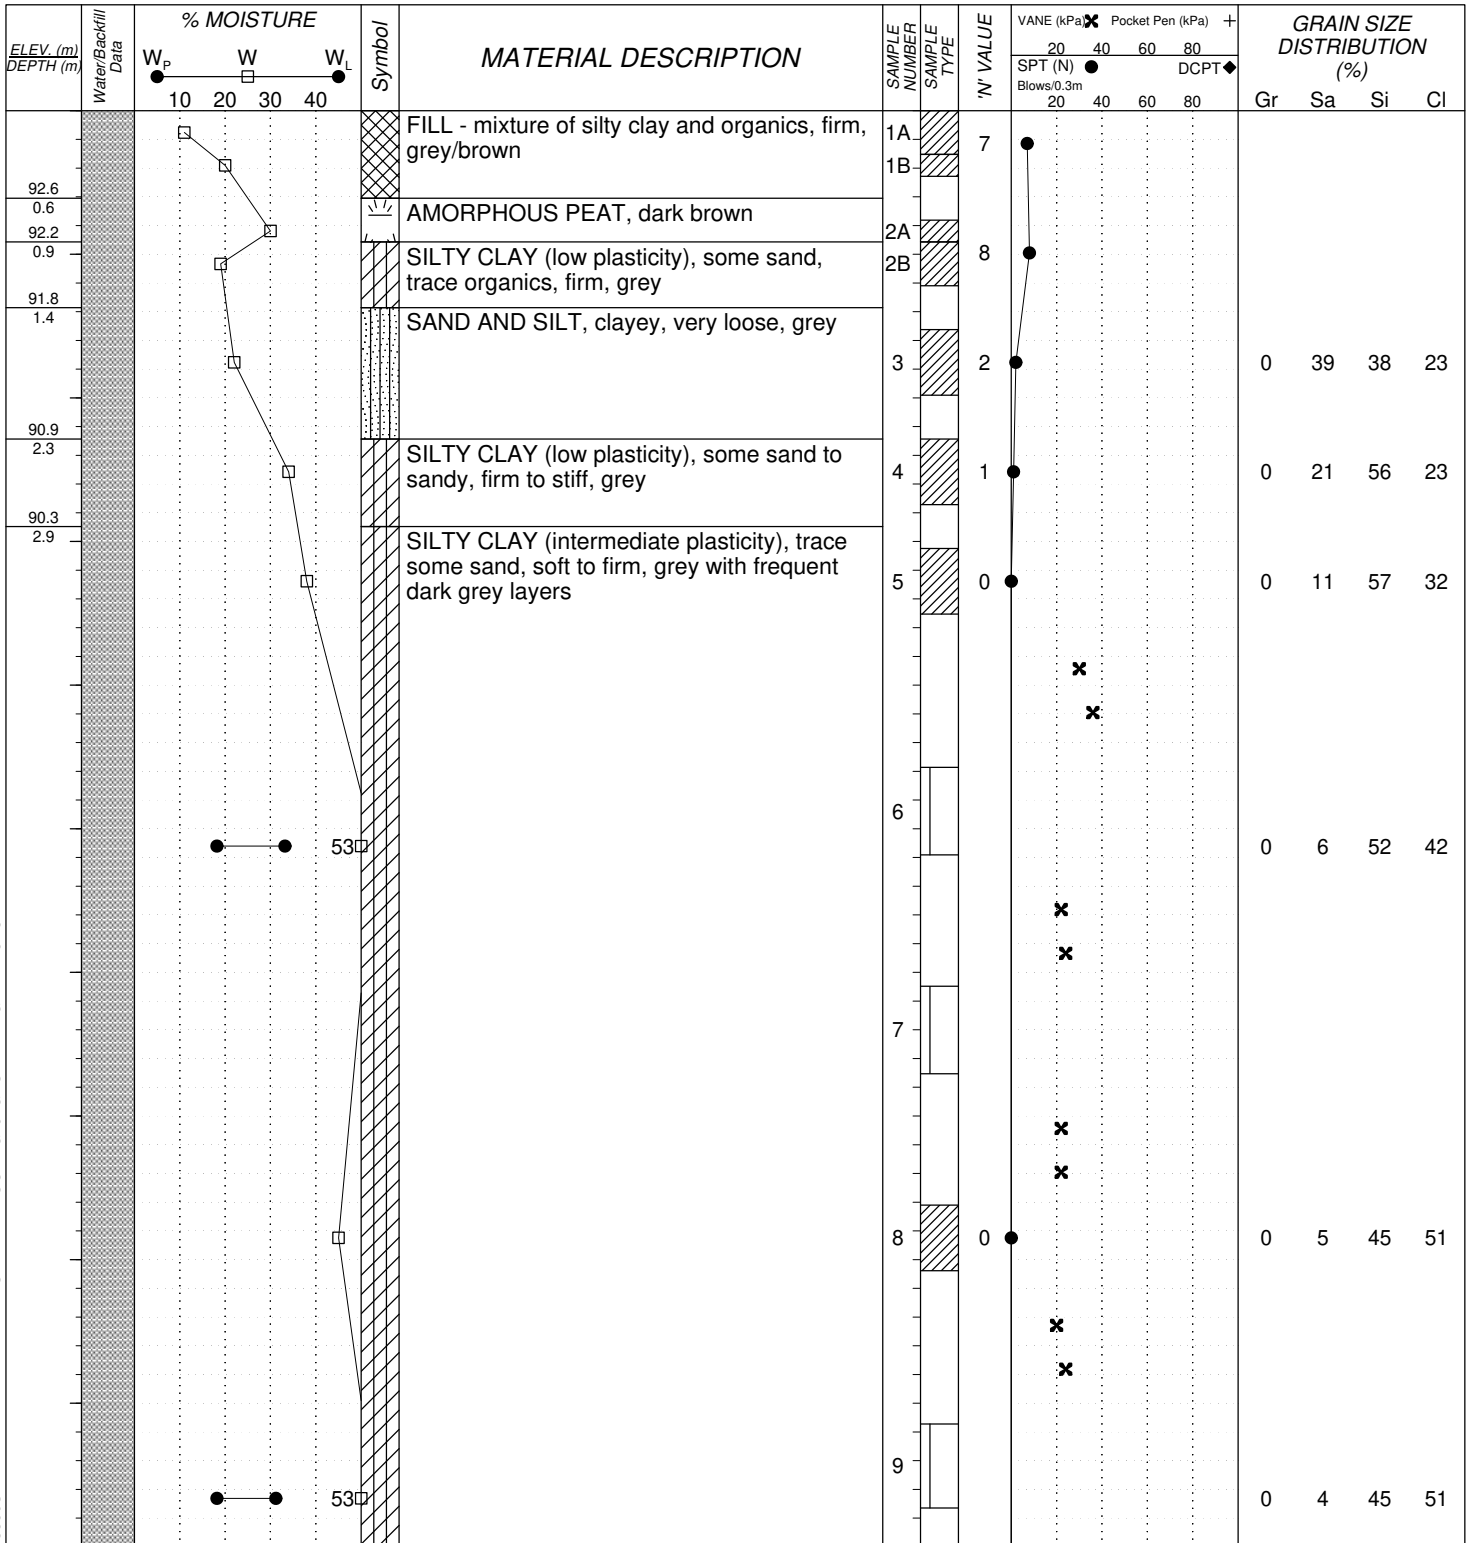 ELEV. (m)
DEPTH (m)
Water/Backfill
Data
% MOISTURE
WP W WL
10 20 30 40
Symbol
MATERIAL DESCRIPTION
SAMPLE
NUMBER
SAMPLE
TYPE
'N' VALUE
VANE (kPa) Pocket Pen (kPa)
20 40 60 80
SPT (N) DCPT
Blows/0.3m
20 40 60 80
GRAIN SIZE
DISTRIBUTION
(%)
Gr Sa Si Cl
FILL - mixture of silty clay and organics, firm,
grey/brown
1A
7
1B
92.6
0.6
AMORPHOUS PEAT, dark brown
92.2
2A
0.9
SILTY CLAY (low plasticity), some sand,
trace organics, firm, grey
2B
8
91.8
1.4
SAND AND SILT, clayey, very loose, grey
3 2 0 39 38 23
90.9
2.3
SILTY CLAY (low plasticity), some sand to
sandy, firm to stiff, grey
4 1 0 21 56 23
90.3
2.9
SILTY CLAY (intermediate plasticity), trace
some sand, soft to firm, grey with frequent
dark grey layers
5 0 0 11 57 32
6
53 0 6 52 42
7
8 0 0 5 45 51
9
53 0 4 45 51